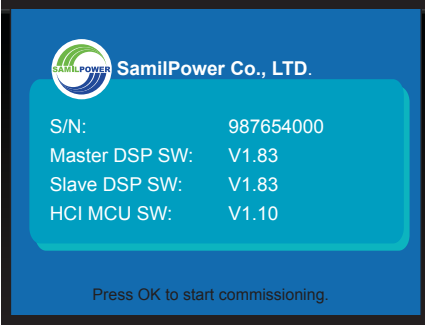 SAMILPOWER
SamilPower Co., LTD.
S/N: 987654000
Master DSP SW: V1.83
Slave DSP SW: V1.83
HCI MCU SW: V1.10
Press OK to start commissioning.